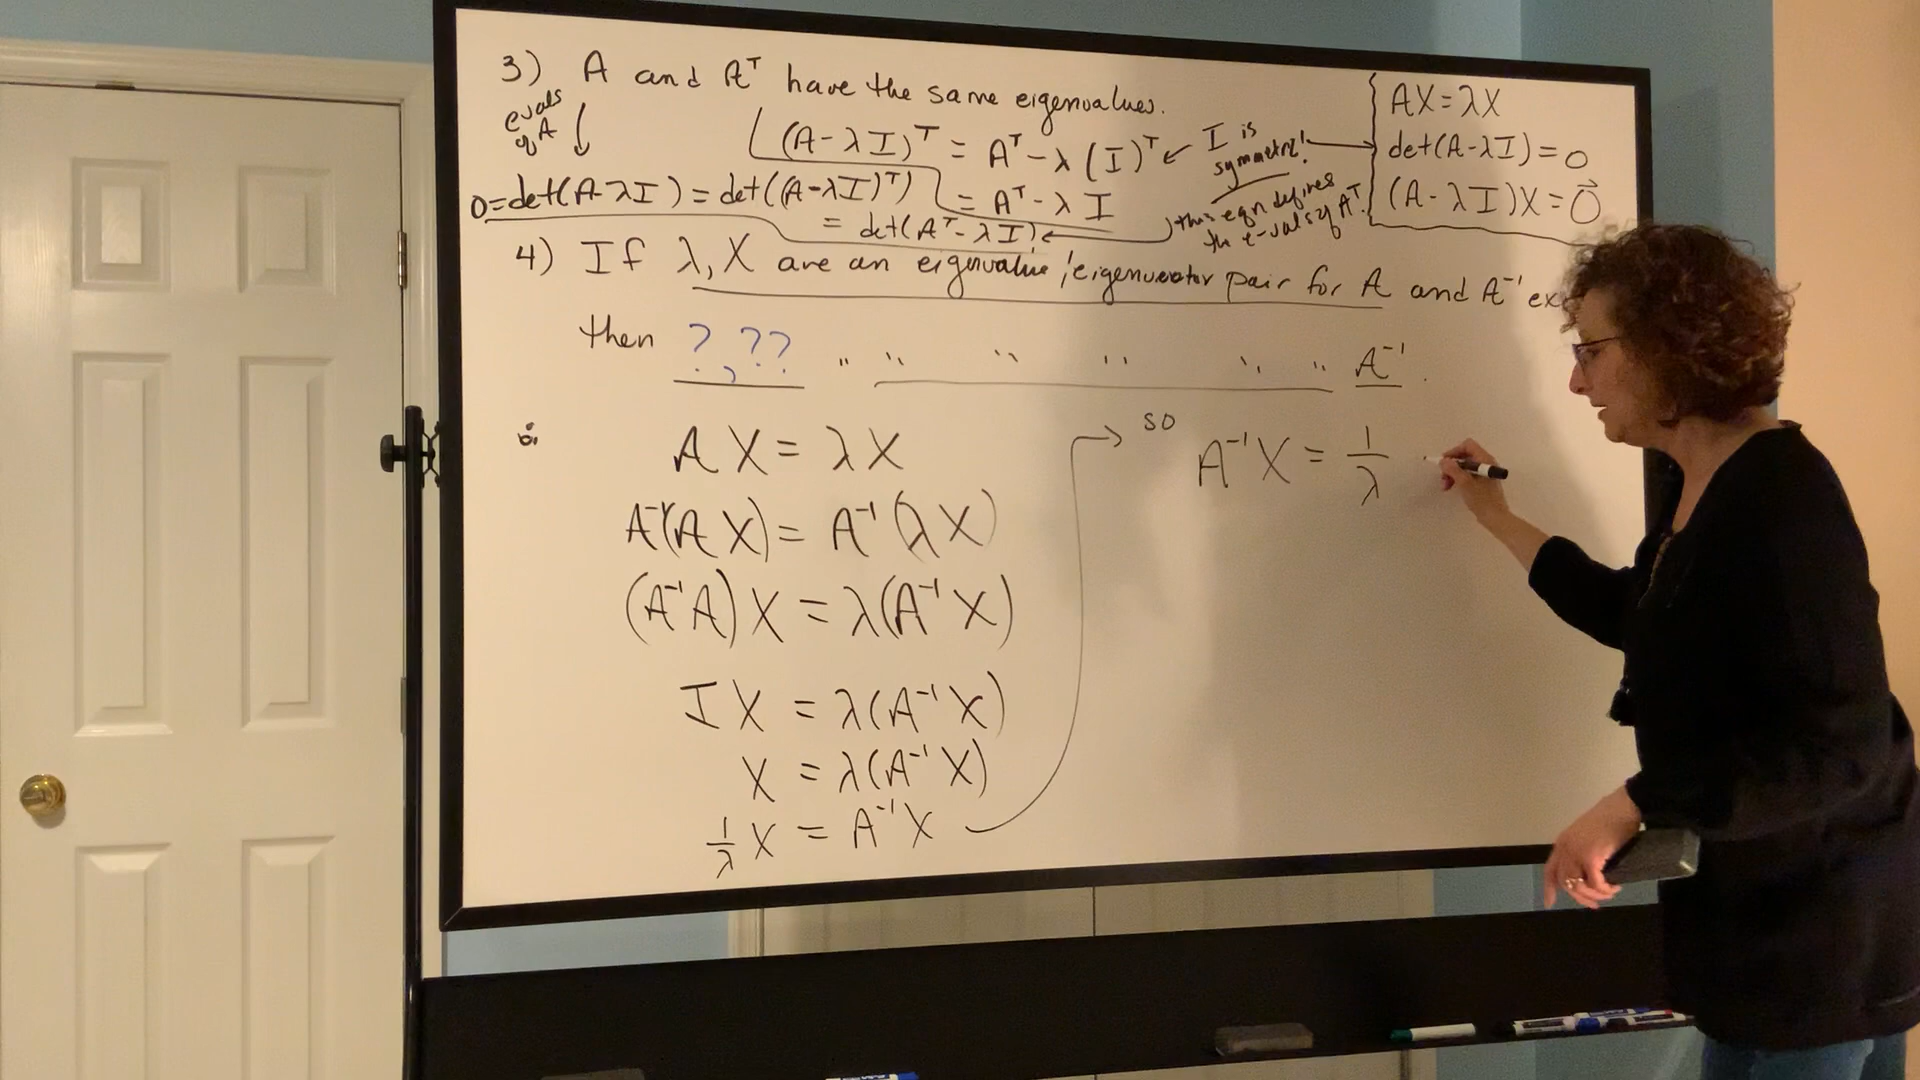 3) A and Aᵀ have the same eigenvalues.
evals of A ↓
(A-λI)ᵀ = Aᵀ-λ(I)ᵀ ← I is symmetric! →
0=det(A-λI) = det((A-λI)ᵀ)
= Aᵀ-λI
= det(Aᵀ-λI) ←
this eqn defines the e-vals of Aᵀ.
AX=λX
det(A-λI)=0
(A-λI)X=0⃗
4) If λ, X are an eigenvalue/eigenvector pair for A and A⁻¹ ex
then ?, ?? " " " " " " A⁻¹.
AX = λX
A⁻¹(AX) = A⁻¹(λX)
(A⁻¹A)X = λ(A⁻¹X)
IX = λ(A⁻¹X)
X = λ(A⁻¹X)
1/λ X = A⁻¹X
→ so
A⁻¹X = 1/λ